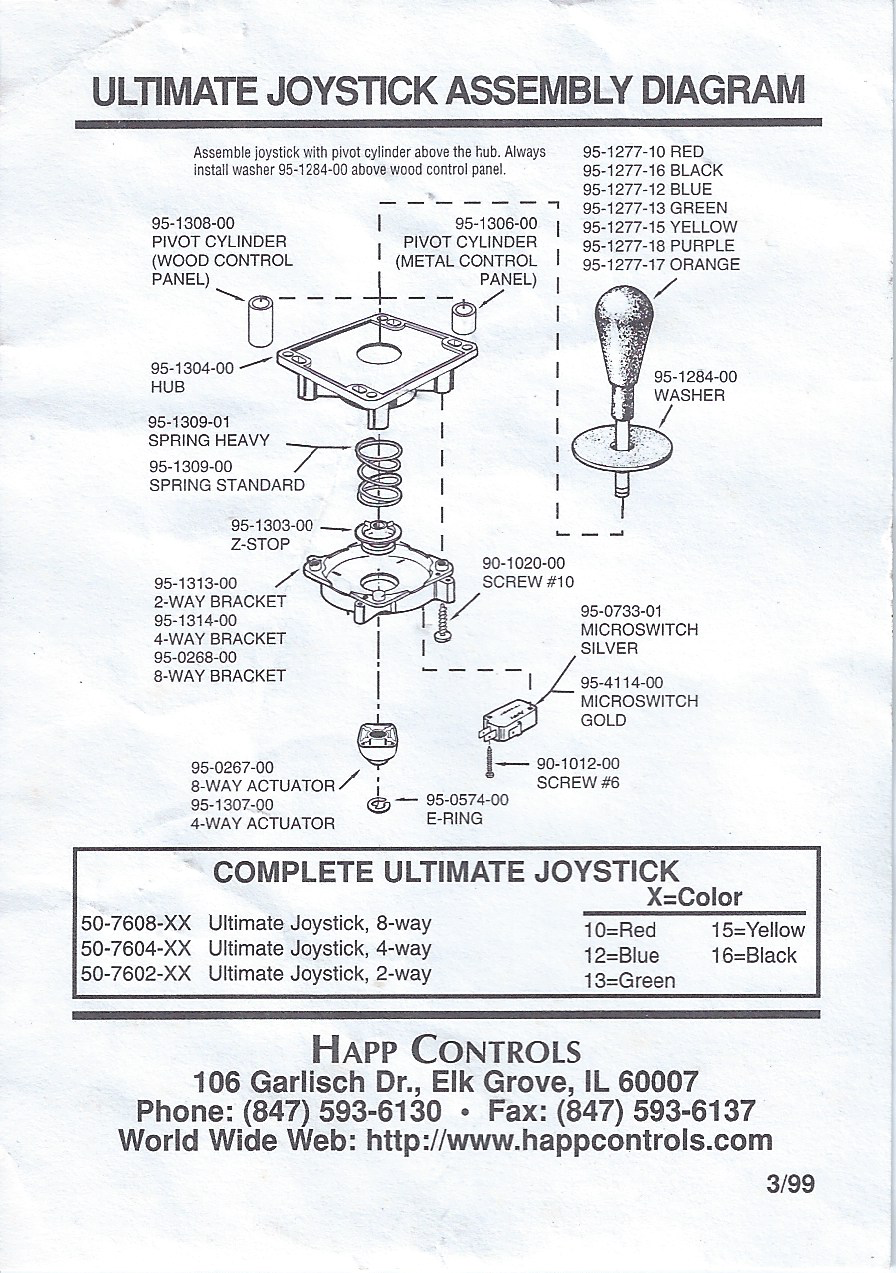 ULTIMATE JOYSTICK ASSEMBLY DIAGRAM
Assemble joystick with pivot cylinder above the hub. Always
install washer 95-1284-00 above wood control panel.
95-1277-10 RED
95-1277-16 BLACK
95-1277-12 BLUE
95-1277-13 GREEN
95-1277-15 YELLOW
95-1277-18 PURPLE
95-1277-17 ORANGE
95-1308-00
PIVOT CYLINDER
(WOOD CONTROL
PANEL)
95-1306-00
PIVOT CYLINDER
(METAL CONTROL
PANEL)
95-1304-00
HUB
95-1284-00
WASHER
95-1309-01
SPRING HEAVY
95-1309-00
SPRING STANDARD
95-1303-00
Z-STOP
95-1313-00
2-WAY BRACKET
95-1314-00
4-WAY BRACKET
95-0268-00
8-WAY BRACKET
90-1020-00
SCREW #10
95-0733-01
MICROSWITCH
SILVER
95-4114-00
MICROSWITCH
GOLD
90-1012-00
SCREW #6
95-0267-00
8-WAY ACTUATOR
95-1307-00
4-WAY ACTUATOR
95-0574-00
E-RING
COMPLETE ULTIMATE JOYSTICK
X=Color
50-7608-XX Ultimate Joystick, 8-way
50-7604-XX Ultimate Joystick, 4-way
50-7602-XX Ultimate Joystick, 2-way
10=Red 15=Yellow
12=Blue 16=Black
13=Green
HAPP CONTROLS
106 Garlisch Dr., Elk Grove, IL 60007
Phone: (847) 593-6130 • Fax: (847) 593-6137
World Wide Web: http://www.happcontrols.com
3/99